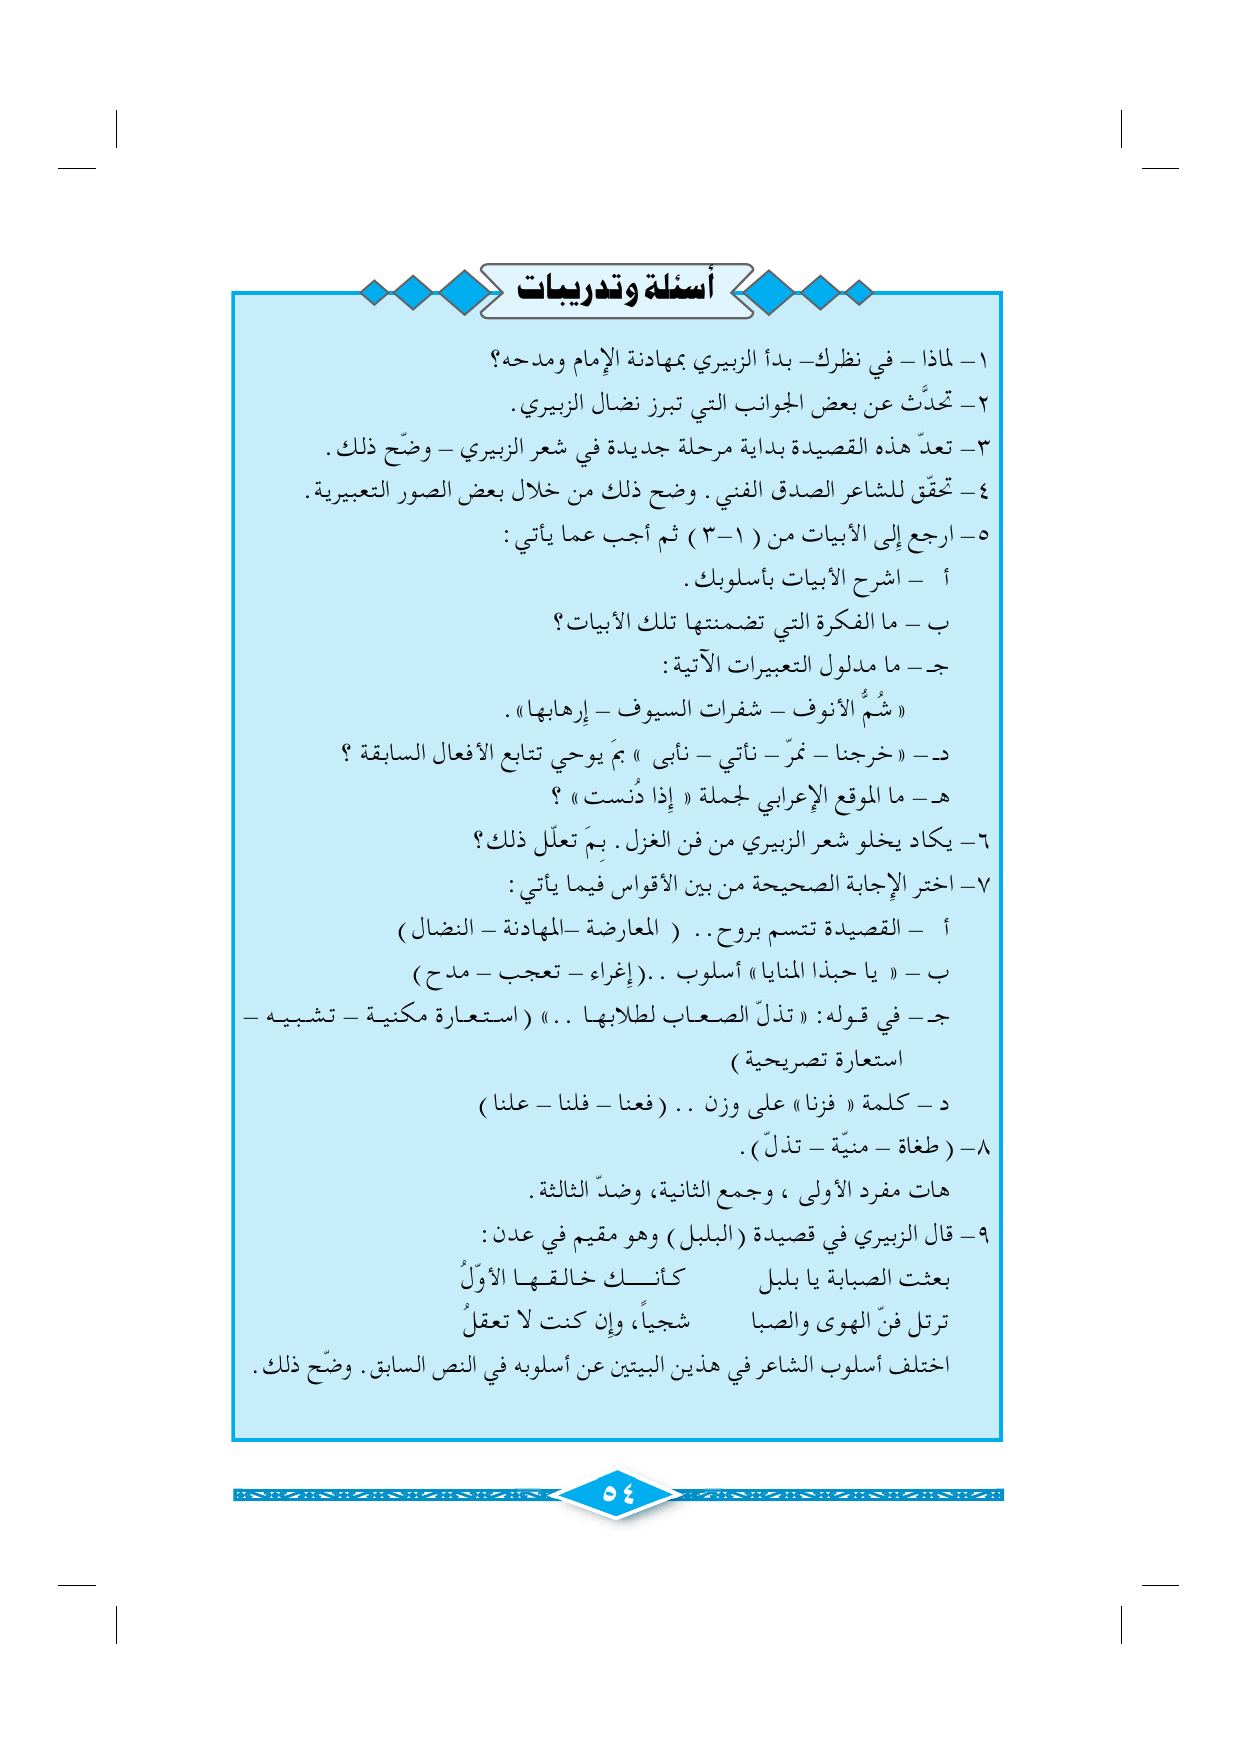 أسئلة وتدريبات
١– لماذا – في نظرك– بدأ الزبيري بمهادنة الإمام ومدحه؟
٢– تحدَّث عن بعض الجوانب التي تبرز نضال الزبيري.
٣– تعدّ هذه القصيدة بداية مرحلة جديدة في شعر الزبيري – وضّح ذلك.
٤– تحقّق للشاعر الصدق الفني. وضح ذلك من خلال بعض الصور التعبيرية.
٥– ارجع إلى الأبيات من (١–٣) ثم أجب عما يأتي:
أ – اشرح الأبيات بأسلوبك.
ب – ما الفكرة التي تضمنتها تلك الأبيات؟
جـ – ما مدلول التعبيرات الآتية:
« شُمُّ الأنوف – شفرات السيوف – إرهابها».
دـ – « خرجنا – نمرّ – نأتي – نأبى » بمَ يوحي تتابع الأفعال السابقة ؟
هـ – ما الموقع الإعرابي لجملة « إذا دُنست» ؟
٦– يكاد يخلو شعر الزبيري من فن الغزل. بِمَ تعلّل ذلك؟
٧– اختر الإجابة الصحيحة من بين الأقواس فيما يأتي:
أ – القصيدة تتسم بروح.. ( المعارضة –المهادنة – النضال)
ب – « يا حبذا المنايا» أسلوب ..(إغراء – تعجب – مدح)
جـ – في قوله: « تذلّ الصعاب لطلابها ..» (استعارة مكنية – تشبيه –
استعارة تصريحية)
د – كلمة « فزنا» على وزن .. (فعنا – فلنا – علنا)
٨– (طغاة – منيّة – تذلّ).
هات مفرد الأولى ، وجمع الثانية، وضدّ الثالثة.
٩– قال الزبيري في قصيدة (البلبل) وهو مقيم في عدن:
بعثت الصبابة يا بلبل كأنك خالقها الأوّلُ
ترتل فنّ الهوى والصبا شجياً، وإن كنت لا تعقلُ
اختلف أسلوب الشاعر في هذين البيتين عن أسلوبه في النص السابق. وضّح ذلك.
٥٤